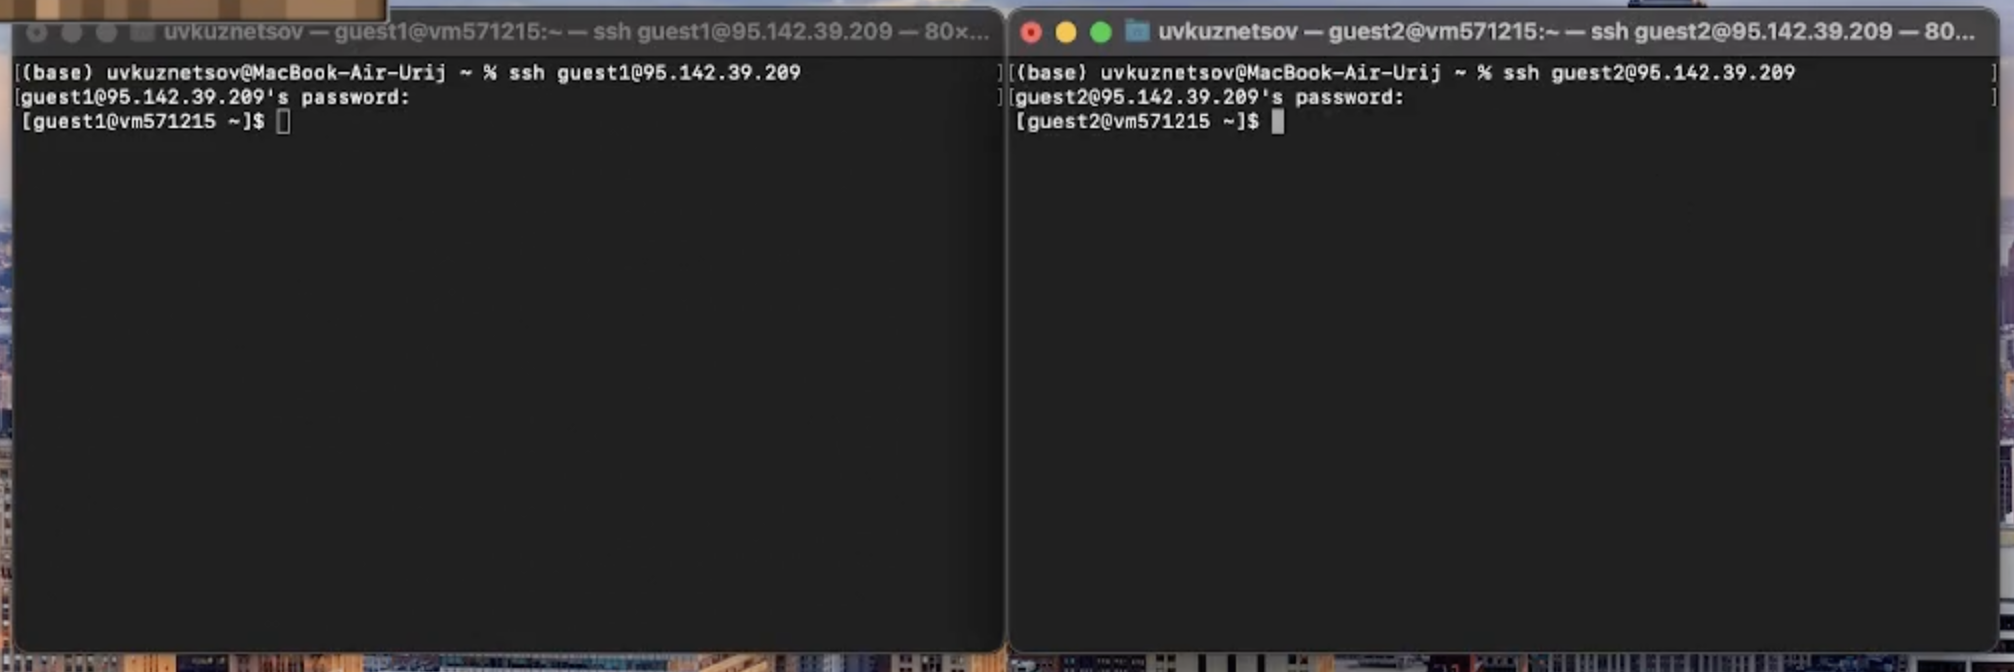 uvkuznetsov — guest1@vm571215:~ — ssh guest1@95.142.39.209 — 80×...
(base) uvkuznetsov@MacBook-Air-Urij ~ % ssh guest1@95.142.39.209
guest1@95.142.39.209's password:
[guest1@vm571215 ~]$
uvkuznetsov — guest2@vm571215:~ — ssh guest2@95.142.39.209 — 80...
(base) uvkuznetsov@MacBook-Air-Urij ~ % ssh guest2@95.142.39.209
guest2@95.142.39.209's password:
[guest2@vm571215 ~]$